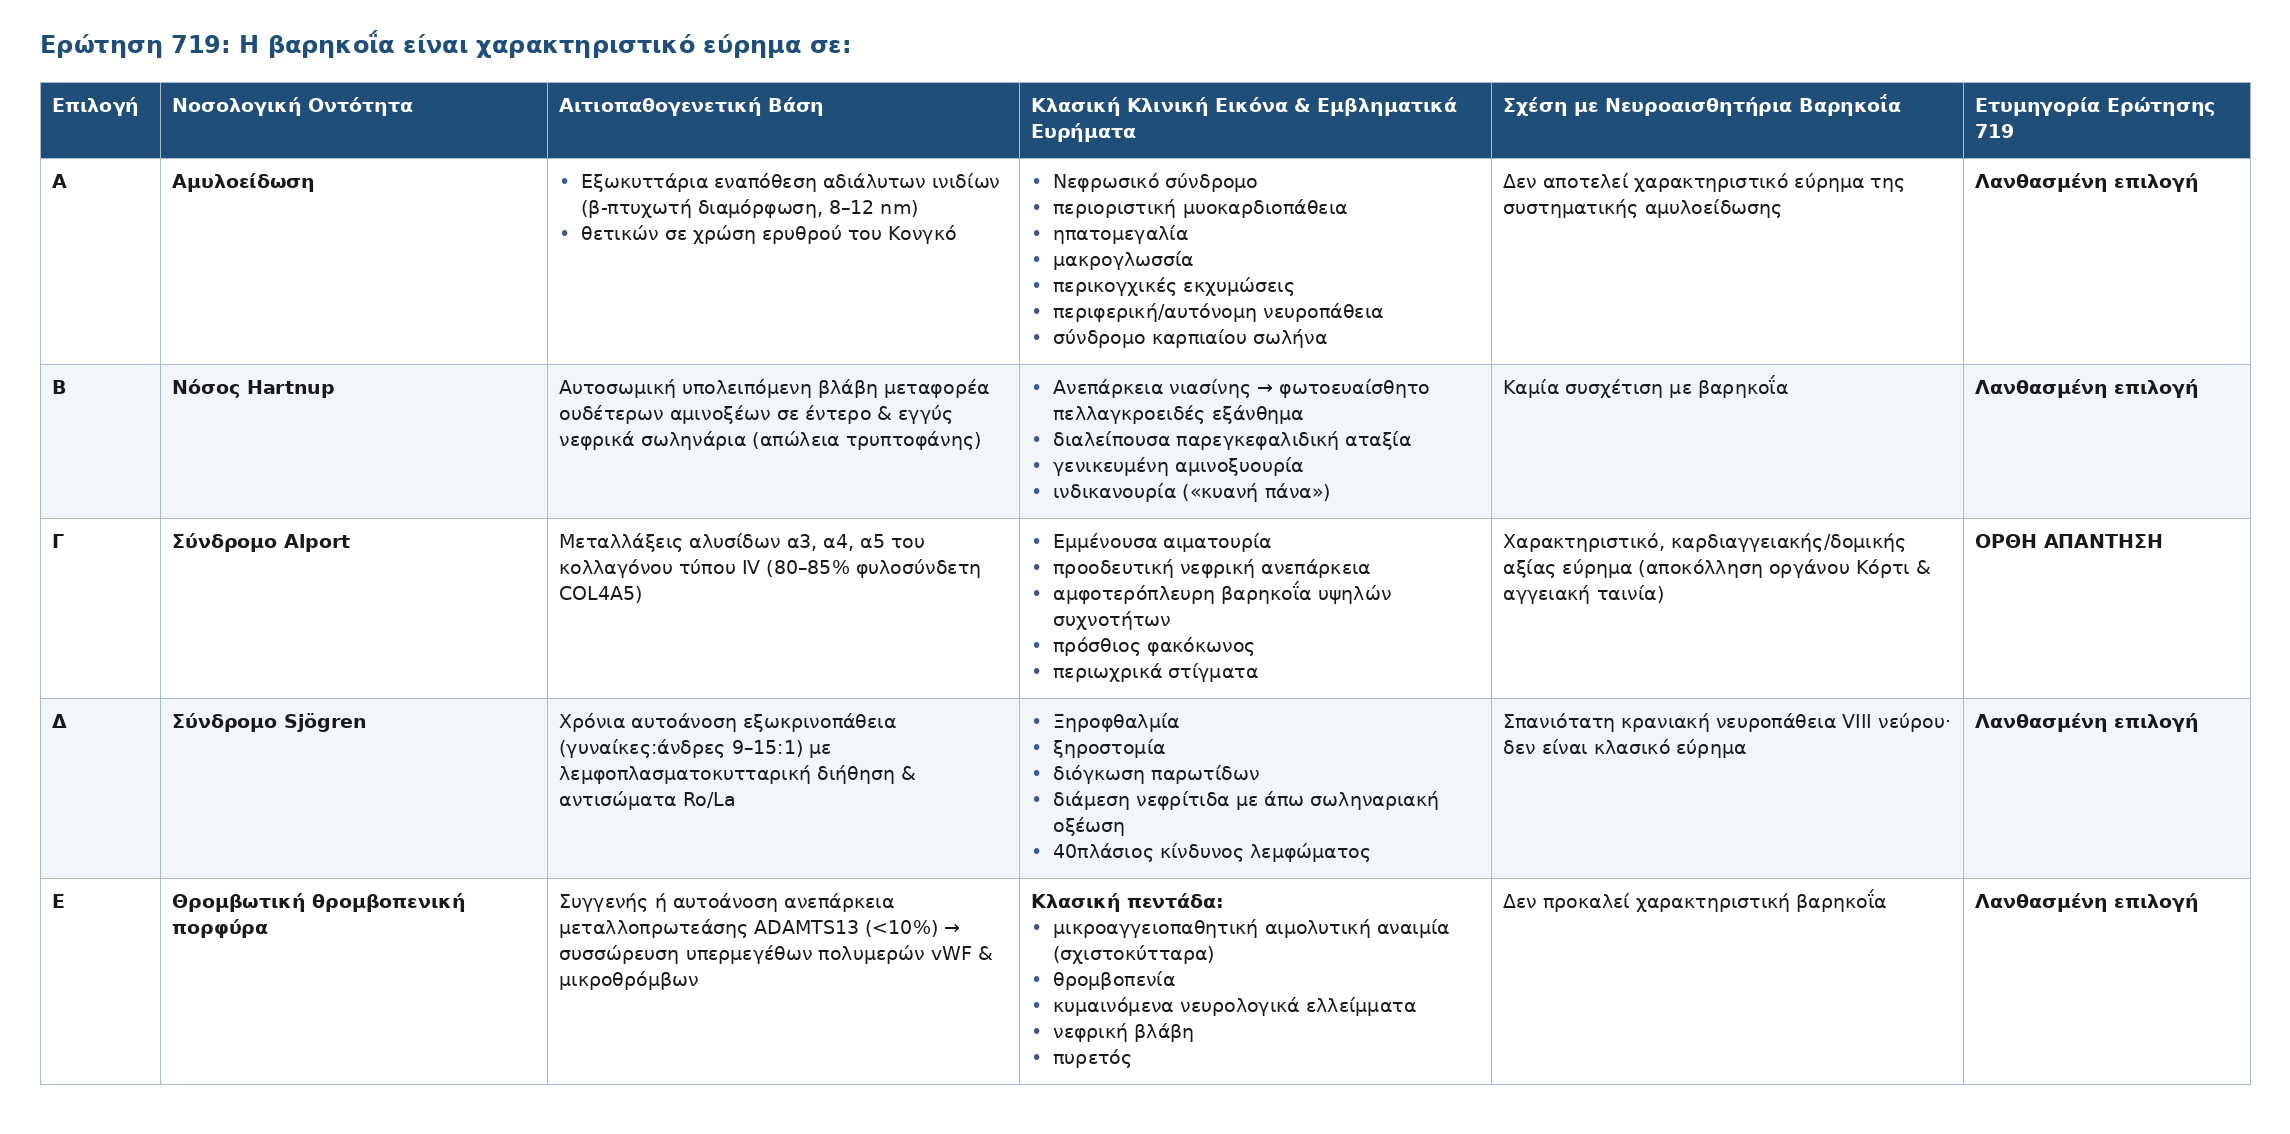 Ερώτηση 719: Η βαρηκοΐα είναι χαρακτηριστικό εύρημα σε:
Επιλογή
Νοσολογική Οντότητα
Αιτιοπαθογενετική Βάση
Κλασική Κλινική Εικόνα & Εμβληματικά
Ευρήματα
Σχέση με Νευροαισθητήρια Βαρηκοΐα
Ετυμηγορία Ερώτησης
719
Α
Αμυλοείδωση
• Εξωκυττάρια εναπόθεση αδιάλυτων ινιδίων
(β-πτυχωτή διαμόρφωση, 8–12 nm)
• θετικών σε χρώση ερυθρού του Κονγκό
• Νεφρωσικό σύνδρομο
• περιοριστική μυοκαρδιοπάθεια
• ηπατομεγαλία
• μακρογλωσσία
• περικογχικές εκχυμώσεις
• περιφερική/αυτόνομη νευροπάθεια
• σύνδρομο καρπιαίου σωλήνα
Δεν αποτελεί χαρακτηριστικό εύρημα της
συστηματικής αμυλοείδωσης
Λανθασμένη επιλογή
Β
Νόσος Hartnup
Αυτοσωμική υπολειπόμενη βλάβη μεταφορέα
ουδέτερων αμινοξέων σε έντερο & εγγύς
νεφρικά σωληνάρια (απώλεια τρυπτοφάνης)
• Ανεπάρκεια νιασίνης → φωτοευαίσθητο
πελλαγκροειδές εξάνθημα
• διαλείπουσα παρεγκεφαλιδική αταξία
• γενικευμένη αμινοξυουρία
• ινδικανουρία («κυανή πάνα»)
Καμία συσχέτιση με βαρηκοΐα
Λανθασμένη επιλογή
Γ
Σύνδρομο Alport
Μεταλλάξεις αλυσίδων α3, α4, α5 του
κολλαγόνου τύπου IV (80–85% φυλοσύνδετη
COL4A5)
• Εμμένουσα αιματουρία
• προοδευτική νεφρική ανεπάρκεια
• αμφοτερόπλευρη βαρηκοΐα υψηλών
συχνοτήτων
• πρόσθιος φακόκωνος
• περιωχρικά στίγματα
Χαρακτηριστικό, καρδιαγγειακής/δομικής
αξίας εύρημα (αποκόλληση οργάνου Κόρτι &
αγγειακή ταινία)
ΟΡΘΗ ΑΠΑΝΤΗΣΗ
Δ
Σύνδρομο Sjögren
Χρόνια αυτοάνοση εξωκρινοπάθεια
(γυναίκες:άνδρες 9–15:1) με
λεμφοπλασματοκυτταρική διήθηση &
αντισώματα Ro/La
• Ξηροφθαλμία
• ξηροστομία
• διόγκωση παρωτίδων
• διάμεση νεφρίτιδα με άπω σωληναριακή
οξέωση
• 40πλάσιος κίνδυνος λεμφώματος
Σπανιότατη κρανιακή νευροπάθεια VIII νεύρου·
δεν είναι κλασικό εύρημα
Λανθασμένη επιλογή
Ε
Θρομβωτική θρομβοπενική
πορφύρα
Συγγενής ή αυτοάνοση ανεπάρκεια
μεταλλοπρωτεάσης ADAMTS13 (<10%) →
συσσώρευση υπερμεγέθων πολυμερών vWF &
μικροθρόμβων
Κλασική πεντάδα:
• μικροαγγειοπαθητική αιμολυτική αναιμία
(σχιστοκύτταρα)
• θρομβοπενία
• κυμαινόμενα νευρολογικά ελλείμματα
• νεφρική βλάβη
• πυρετός
Δεν προκαλεί χαρακτηριστική βαρηκοΐα
Λανθασμένη επιλογή